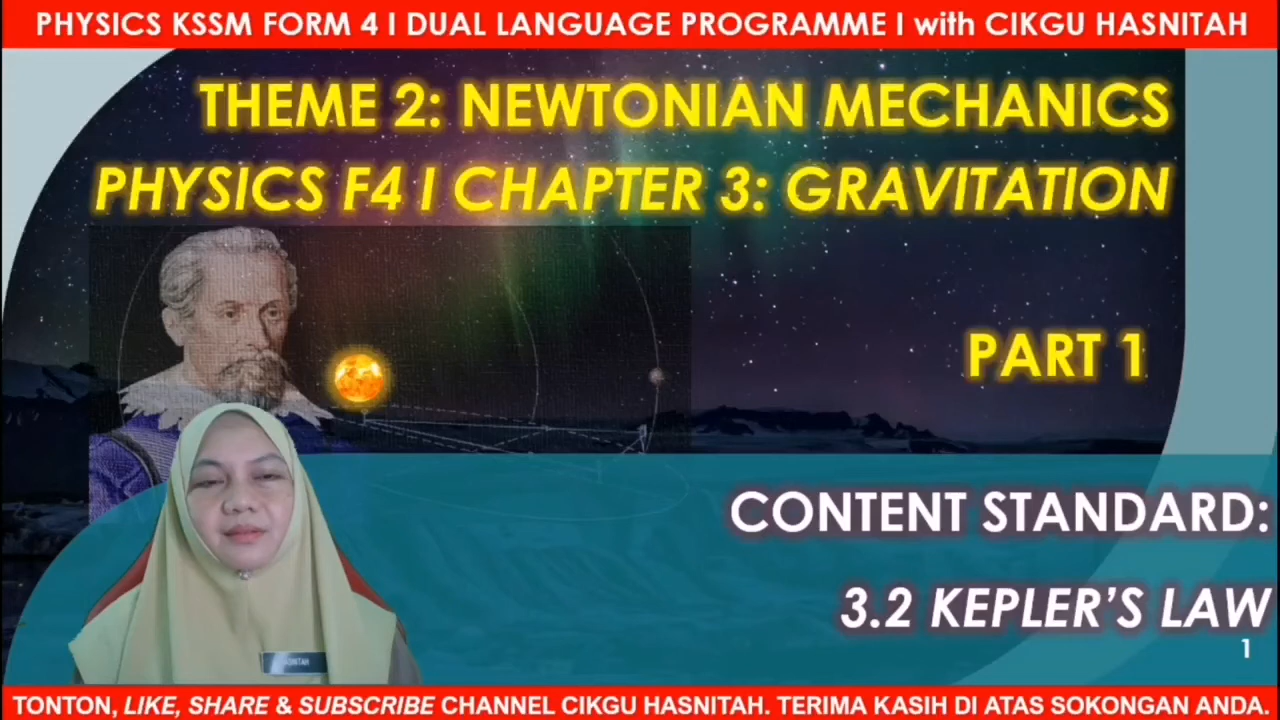 PHYSICS KSSM FORM 4 I DUAL LANGUAGE PROGRAMME I with CIKGU HASNITAH
THEME 2: NEWTONIAN MECHANICS
PHYSICS F4 I CHAPTER 3: GRAVITATION
PART 1
CONTENT STANDARD:
3.2 KEPLER'S LAW
1
TONTON, LIKE, SHARE & SUBSCRIBE CHANNEL CIKGU HASNITAH. TERIMA KASIH DI ATAS SOKONGAN ANDA.